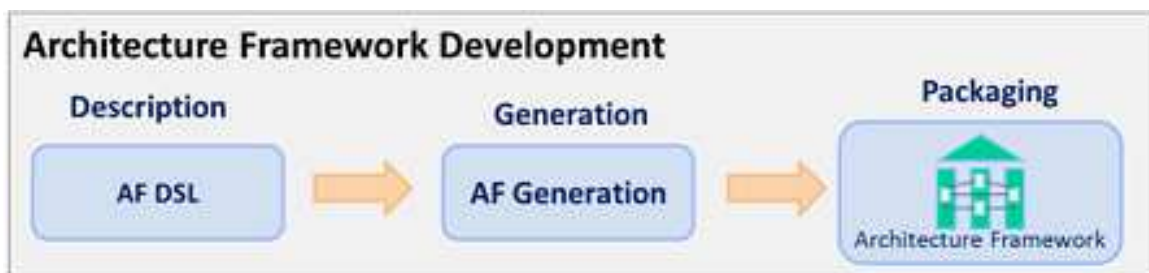 Architecture Framework Development
Description
AF DSL
Generation
AF Generation
Packaging
Architecture Framework